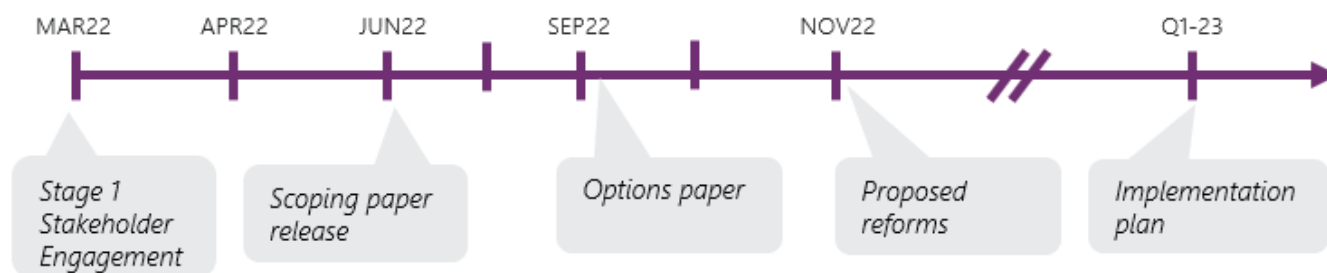 MAR22 APR22 JUN22 SEP22 NOV22 Q1-23
Stage 1
Stakeholder
Engagement
Scoping paper
release
Options paper
Proposed
reforms
Implementation
plan